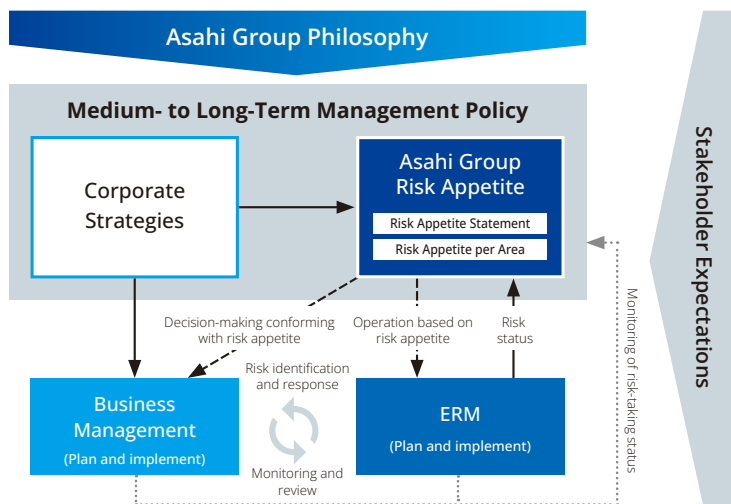 Asahi Group Philosophy
Medium- to Long-Term Management Policy
Corporate
Strategies
Asahi Group
Risk Appetite
Risk Appetite Statement
Risk Appetite per Area
Decision-making conforming
with risk appetite
Operation based on
risk appetite
Risk
status
Risk identification
and response
Business
Management
(Plan and implement)
ERM
(Plan and implement)
Monitoring and
review
Monitoring of risk-taking status
Stakeholder Expectations